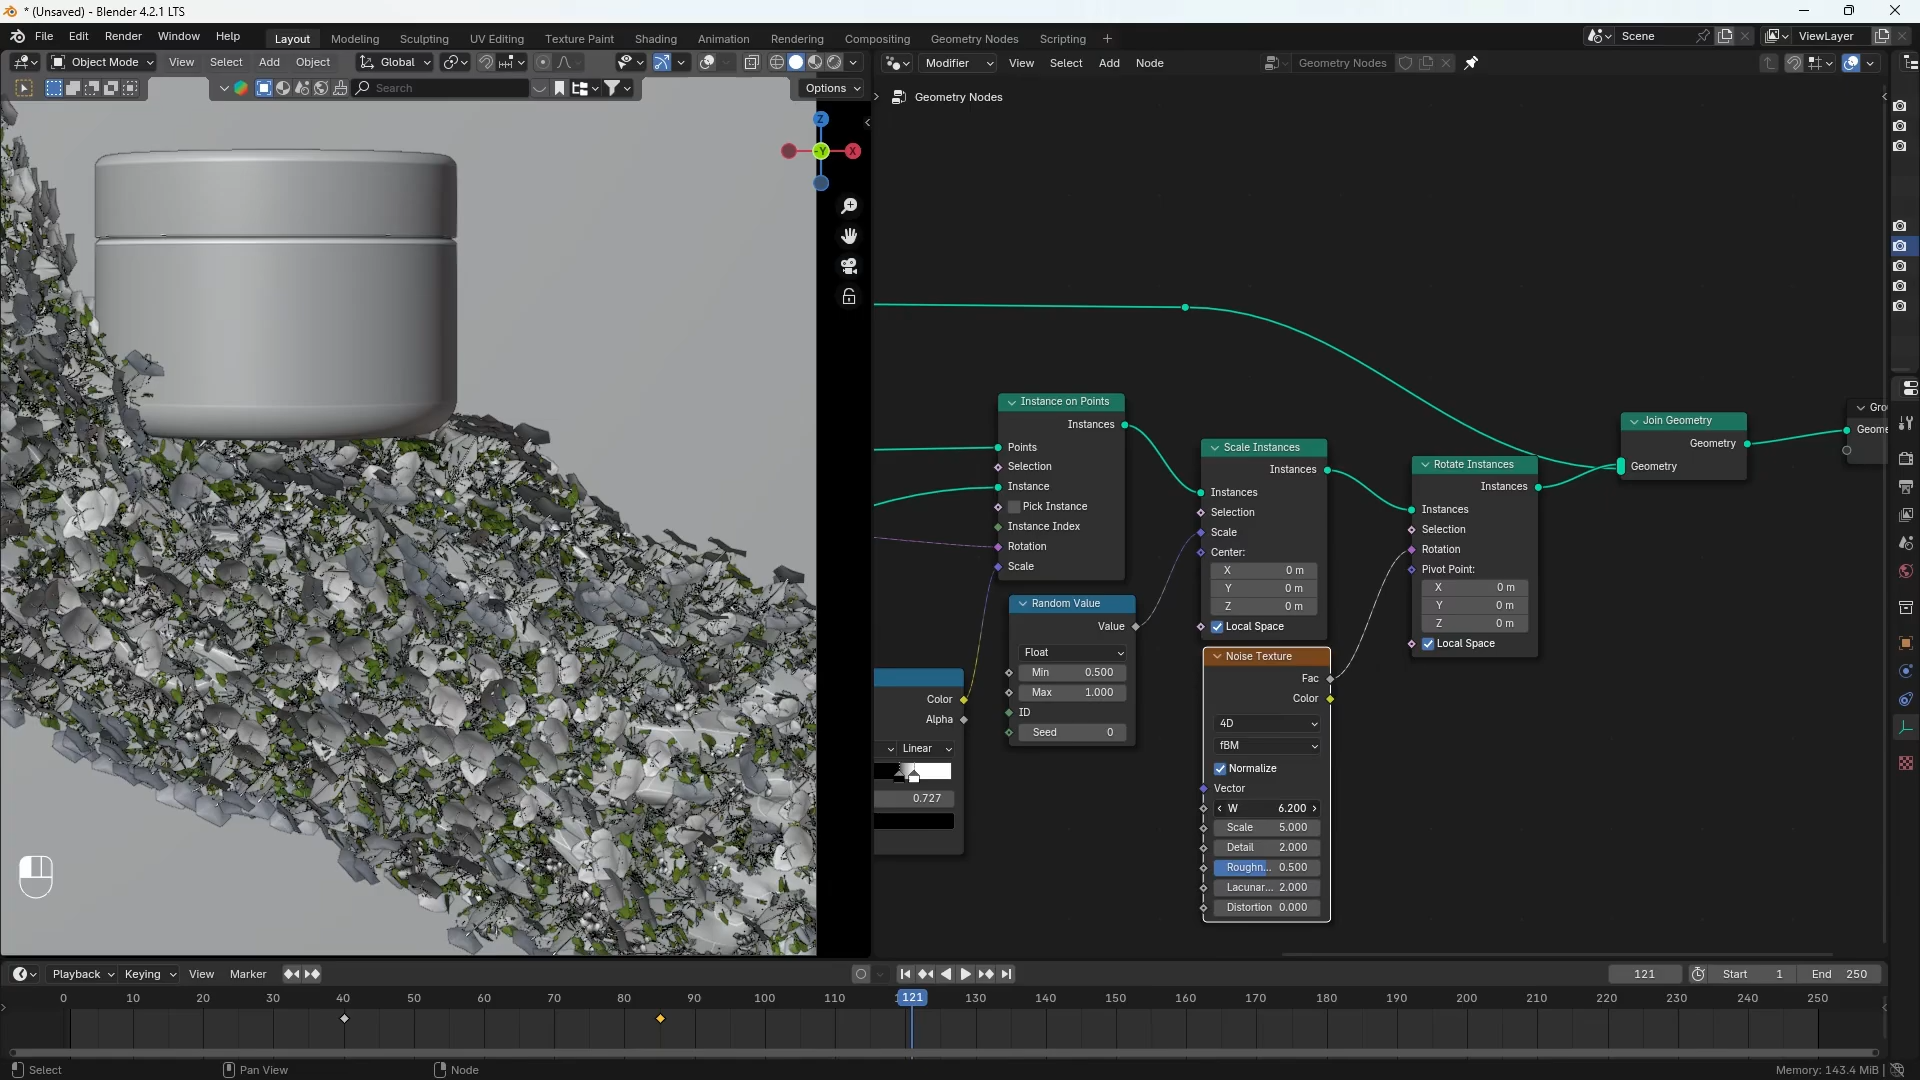 * (Unsaved) - Blender 4.2.1 LTS
File Edit Render Window Help
Layout Modeling Sculpting UV Editing Texture Paint Shading Animation Rendering Compositing Geometry Nodes Scripting +
Scene
ViewLayer
Object Mode View Select Add Object
Global
Modifier View Select Add Node
Geometry Nodes
Search
Options
Geometry Nodes
Z
-Y
X
Instance on Points
Instances
Points
Selection
Instance
Pick Instance
Instance Index
Rotation
Scale
Random Value
Value
Float
Min 0.500
Max 1.000
ID
Seed 0
Color
Alpha
Linear
0.727
Scale Instances
Instances
Instances
Selection
Scale
Center:
X 0 m
Y 0 m
Z 0 m
Local Space
Noise Texture
Fac
Color
4D
fBM
Normalize
Vector
W 6.200
Scale 5.000
Detail 2.000
Roughn... 0.500
Lacunar... 2.000
Distortion 0.000
Rotate Instances
Instances
Instances
Selection
Rotation
Pivot Point:
X 0 m
Y 0 m
Z 0 m
Local Space
Join Geometry
Geometry
Geometry
Gro
Geome
Playback Keying View Marker
121
Start 1
End 250
0 10 20 30 40 50 60 70 80 90 100 110 121 130 140 150 160 170 180 190 200 210 220 230 240 250
Select
Pan View
Node
Memory: 143.4 MiB